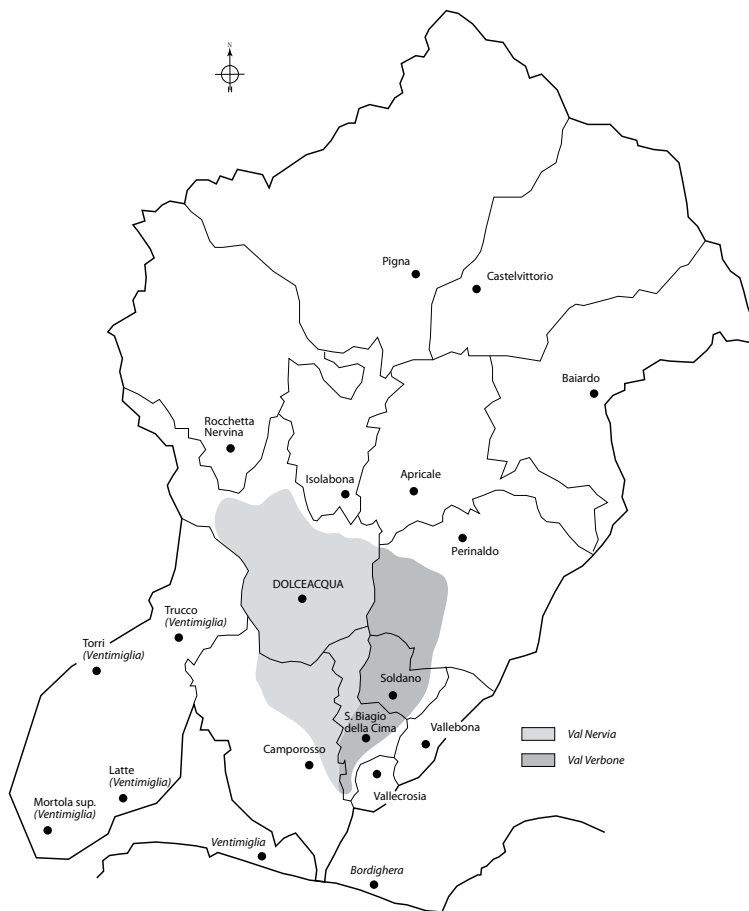 N
Pigna
Castelvittorio
Baiardo
Rocchetta
Nervina
Isolabona
Apricale
Perinaldo
DOLCEACQUA
Trucco
(Ventimiglia)
Torri
(Ventimiglia)
Soldano
S. Biagio
della Cima
Vallebona
Val Nervia
Val Verbone
Camporosso
Latte
(Ventimiglia)
Vallecrosia
Mortola sup.
(Ventimiglia)
Ventimiglia
Bordighera